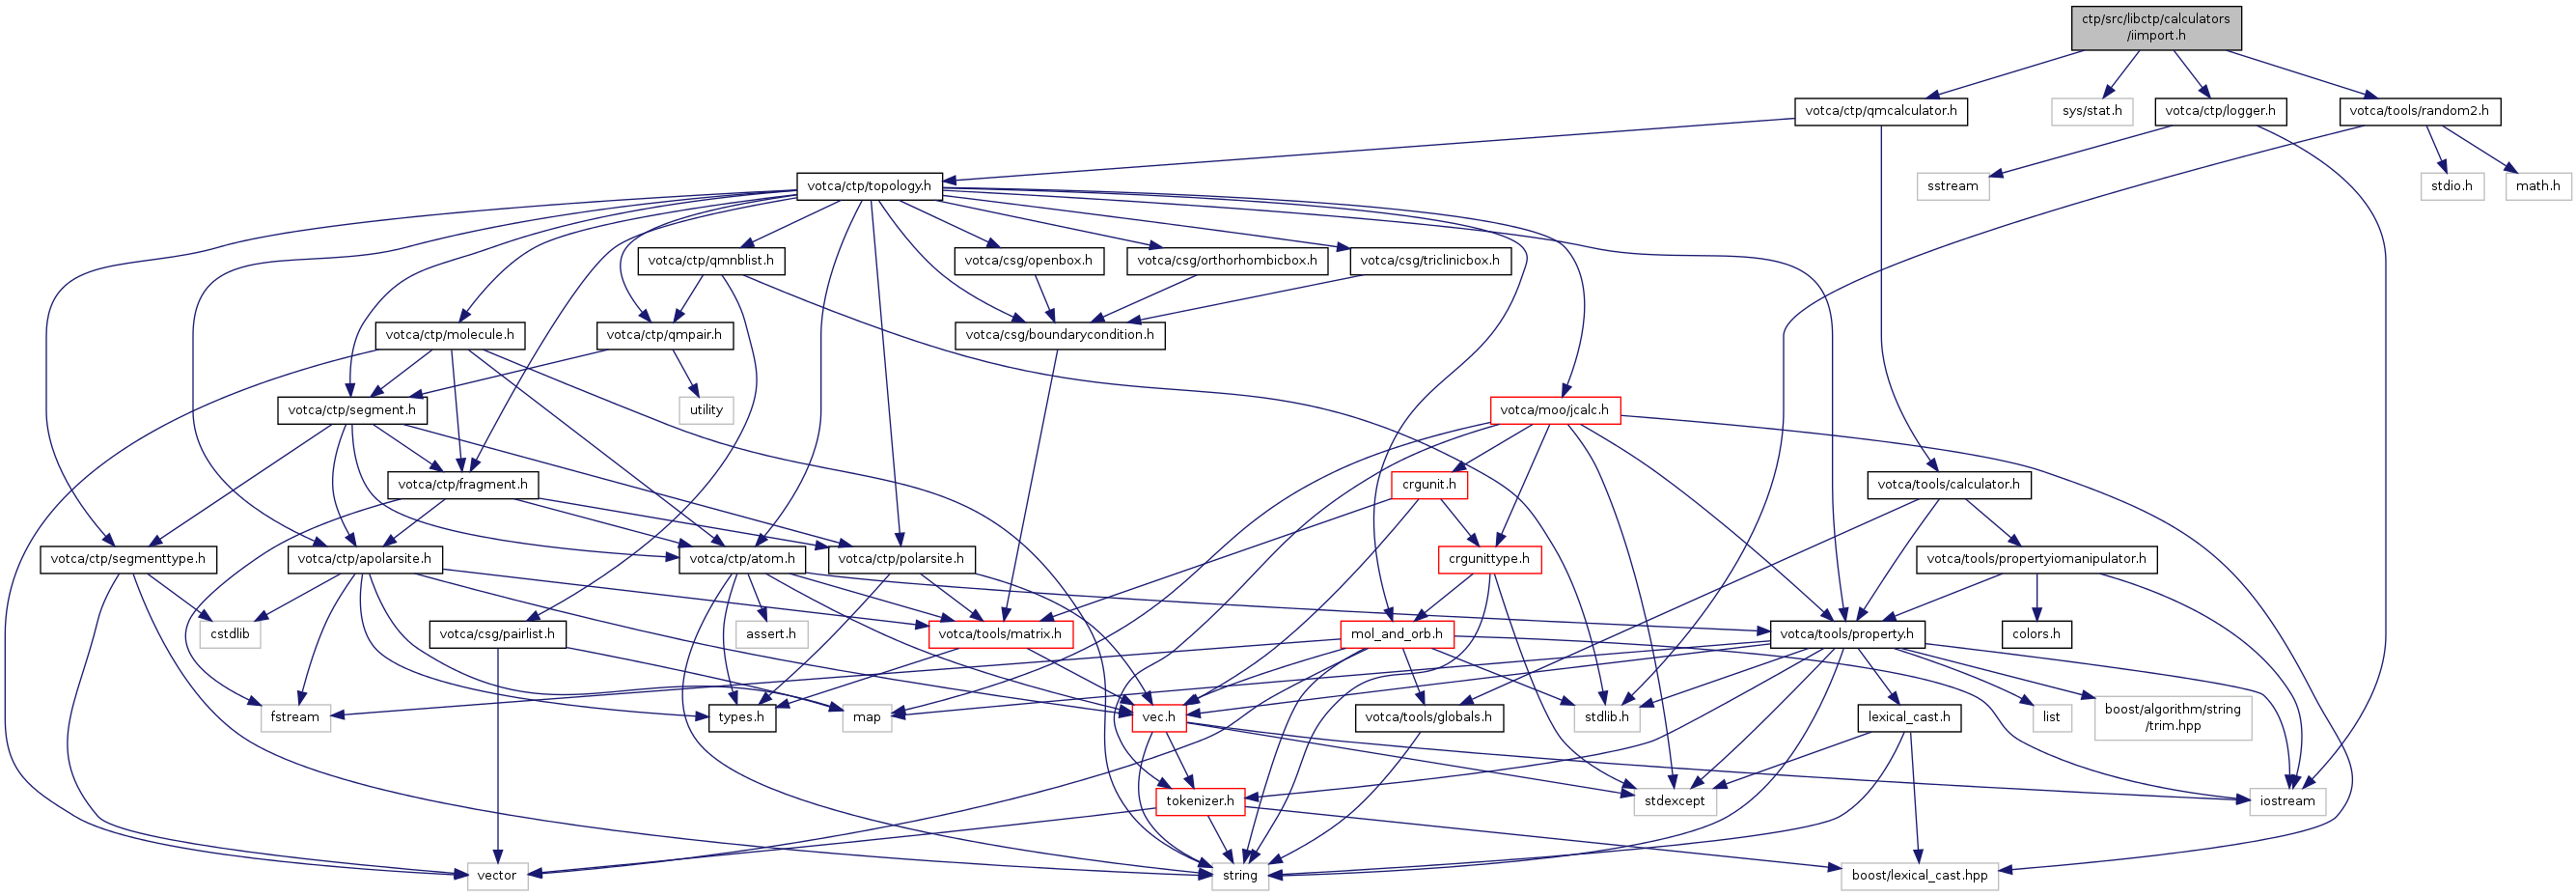 ctp/src/libctp/calculators
/iimport.h
votca/ctp/qmcalculator.h
sys/stat.h
votca/ctp/logger.h
votca/tools/random2.h
votca/ctp/topology.h
sstream
stdio.h
math.h
votca/ctp/qmnblist.h
votca/csg/openbox.h
votca/csg/orthorhombicbox.h
votca/csg/triclinicbox.h
votca/ctp/molecule.h
votca/ctp/qmpair.h
votca/csg/boundarycondition.h
votca/ctp/segment.h
utility
votca/moo/jcalc.h
votca/ctp/fragment.h
crgunit.h
votca/tools/calculator.h
votca/ctp/segmenttype.h
votca/ctp/apolarsite.h
votca/ctp/atom.h
votca/ctp/polarsite.h
crgunittype.h
votca/tools/propertyiomanipulator.h
cstdlib
votca/csg/pairlist.h
assert.h
votca/tools/matrix.h
mol_and_orb.h
votca/tools/property.h
colors.h
fstream
types.h
map
vec.h
votca/tools/globals.h
stdlib.h
lexical_cast.h
list
boost/algorithm/string
/trim.hpp
tokenizer.h
stdexcept
iostream
vector
string
boost/lexical_cast.hpp